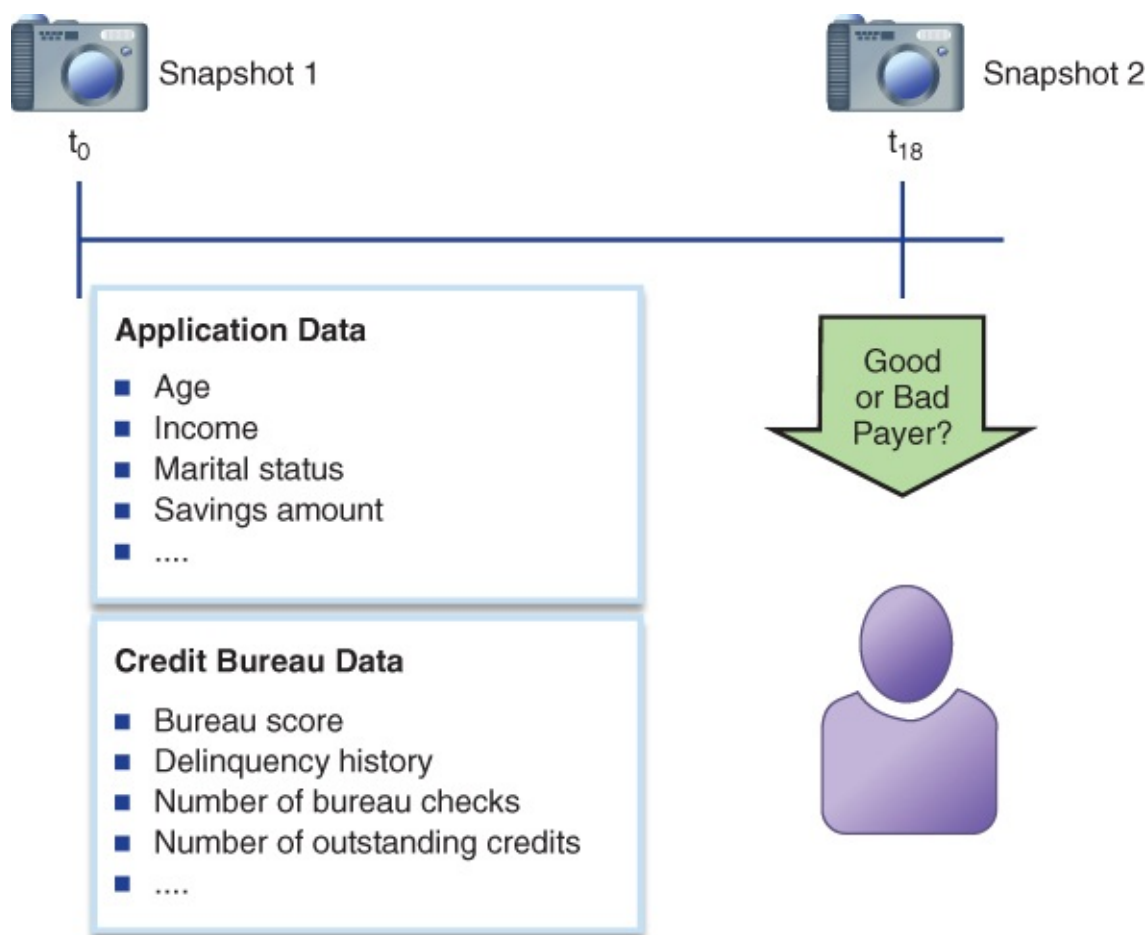 Snapshot 1
Snapshot 2
t₀
t₁₈
Application Data
■ Age
■ Income
■ Marital status
■ Savings amount
■ ....
Good
or Bad
Payer?
Credit Bureau Data
■ Bureau score
■ Delinquency history
■ Number of bureau checks
■ Number of outstanding credits
■ ....